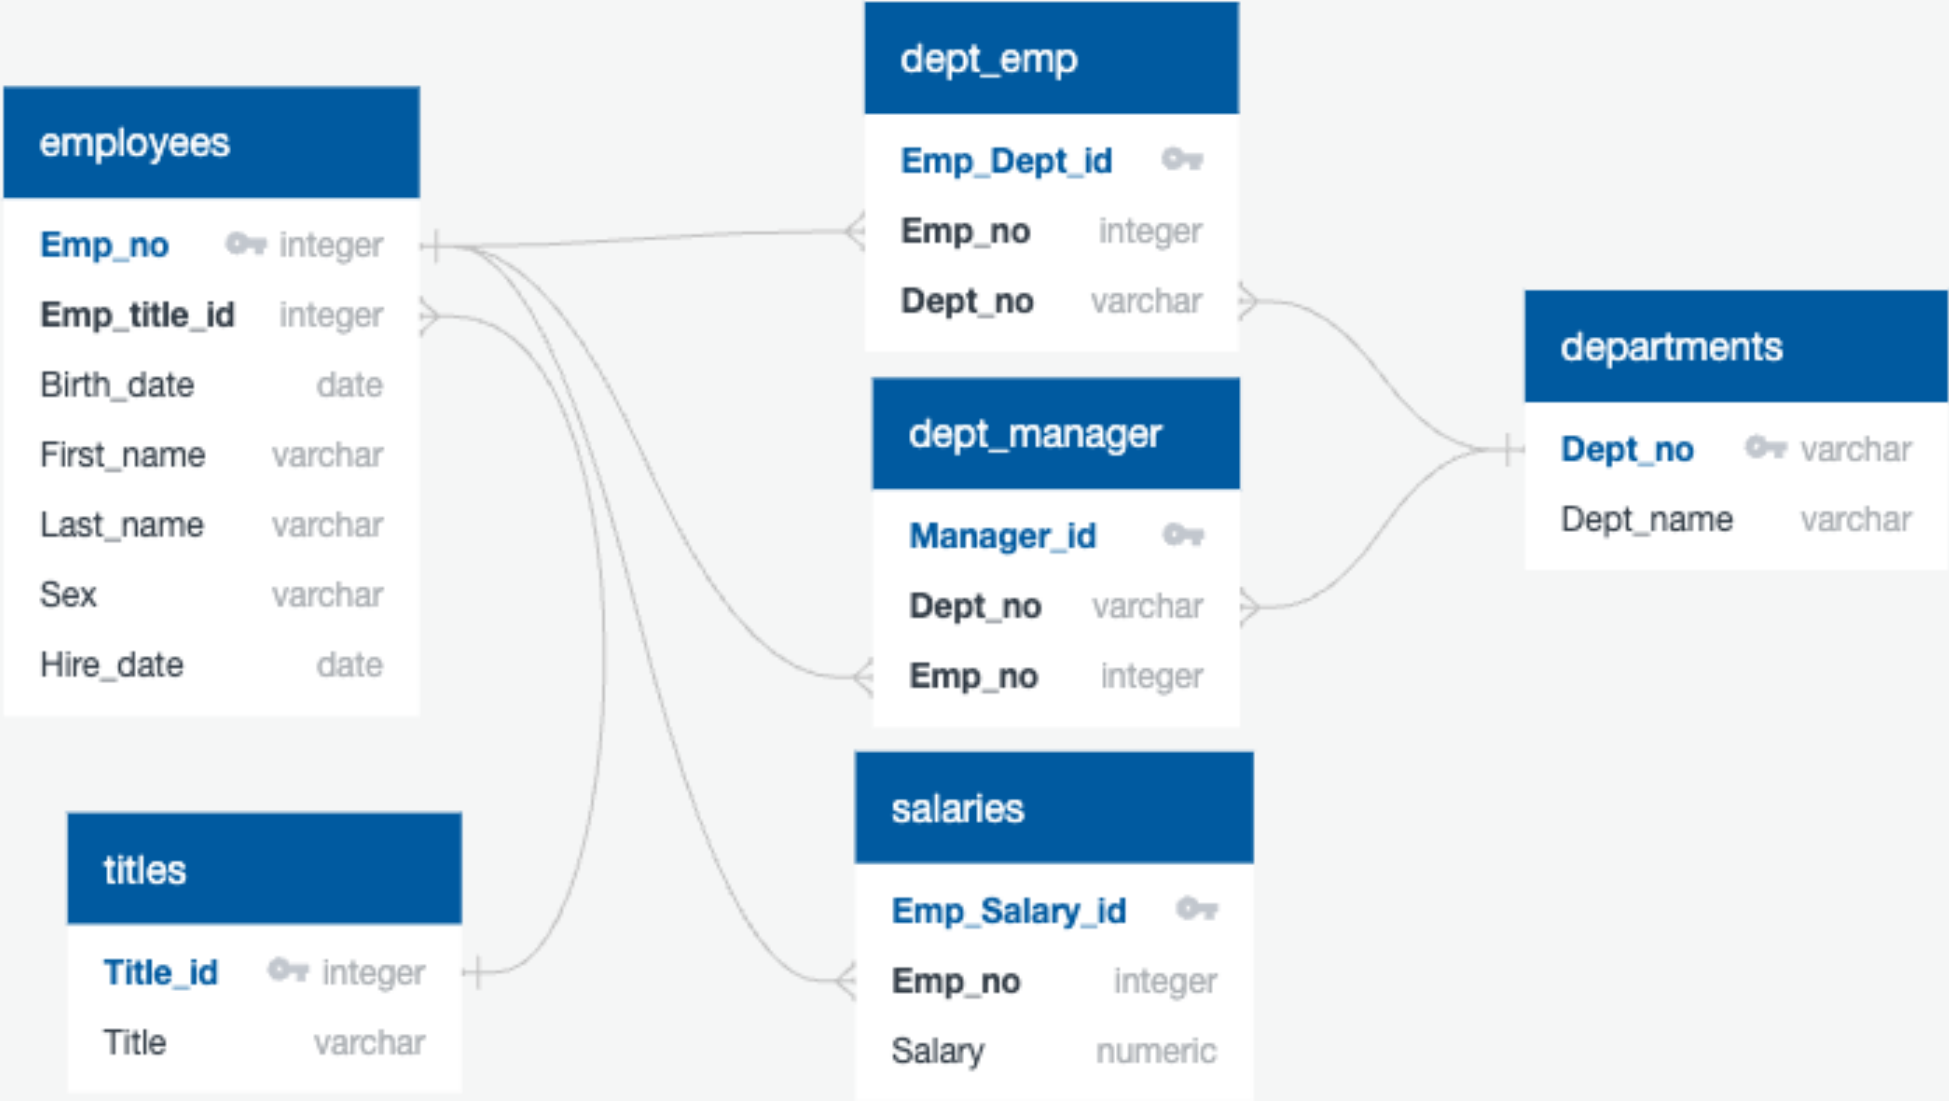 employees
Emp_no integer
Emp_title_id integer
Birth_date date
First_name varchar
Last_name varchar
Sex varchar
Hire_date date
titles
Title_id integer
Title varchar
dept_emp
Emp_Dept_id
Emp_no integer
Dept_no varchar
dept_manager
Manager_id
Dept_no varchar
Emp_no integer
salaries
Emp_Salary_id
Emp_no integer
Salary numeric
departments
Dept_no varchar
Dept_name varchar